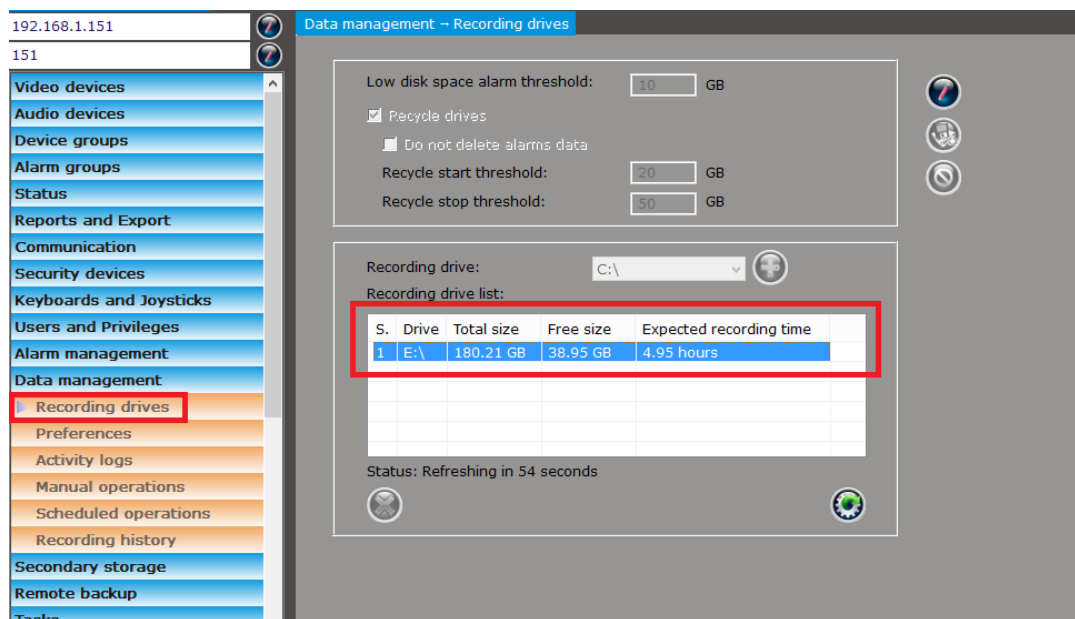 192.168.1.151
151
Video devices
Audio devices
Device groups
Alarm groups
Status
Reports and Export
Communication
Security devices
Keyboards and Joysticks
Users and Privileges
Alarm management
Data management
Recording drives
Preferences
Activity logs
Manual operations
Scheduled operations
Recording history
Secondary storage
Remote backup
Tasks
Data management → Recording drives
Low disk space alarm threshold: 10 GB
Recycle drives
Do not delete alarms data
Recycle start threshold: 20 GB
Recycle stop threshold: 50 GB
Recording drive: C:\
Recording drive list:
S. Drive Total size Free size Expected recording time
1 E:\ 180.21 GB 38.95 GB 4.95 hours
Status: Refreshing in 54 seconds